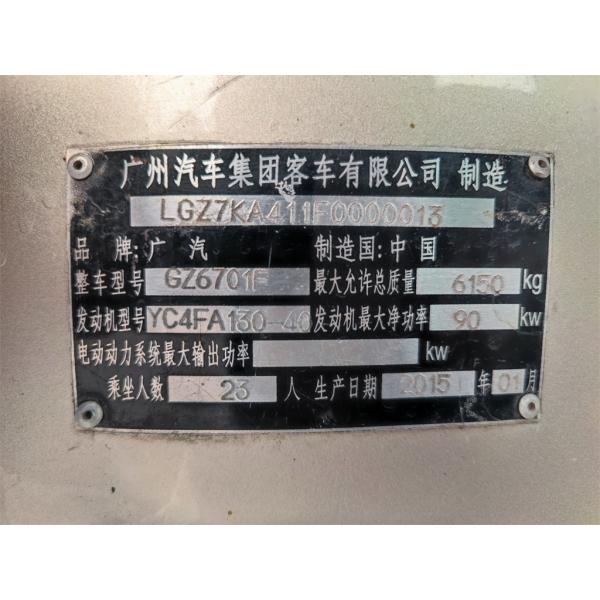 广州汽车集团客车有限公司 制造
LGZ7KA411F0000013
品牌:广汽 制造国:中国
整车型号 GZ6701F 最大允许总质量 6150 kg
发动机型号 YC4FA130-40 发动机最大净功率 90 kw
电动动力系统最大输出功率 kw
乘坐人数 23 人 生产日期 2015 年 01 月